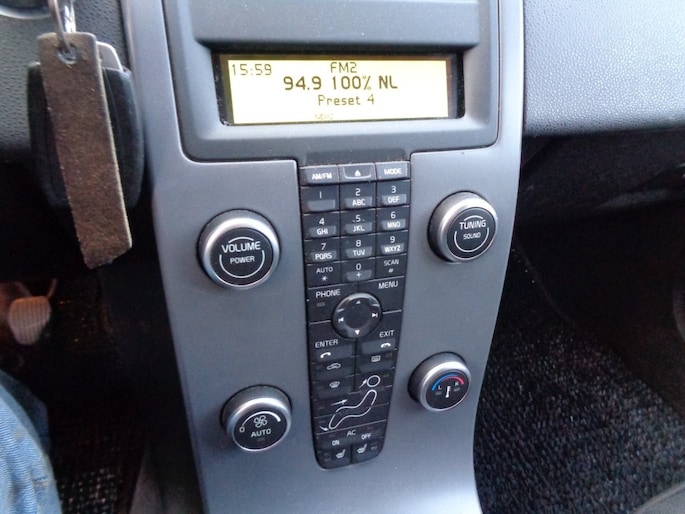 15:59 FM2
94.9 100% NL
Preset 4
AM/FM MODE
1 2 ABC 3 DEF
4 GHI 5 JKL 6 MNO
7 PQRS 8 TUV 9 WXYZ
AUTO * 0 + SCAN #
VOLUME
POWER
TUNING
SOUND
PHONE MENU
ENTER EXIT
L R
0 AUTO
AC
ON OFF